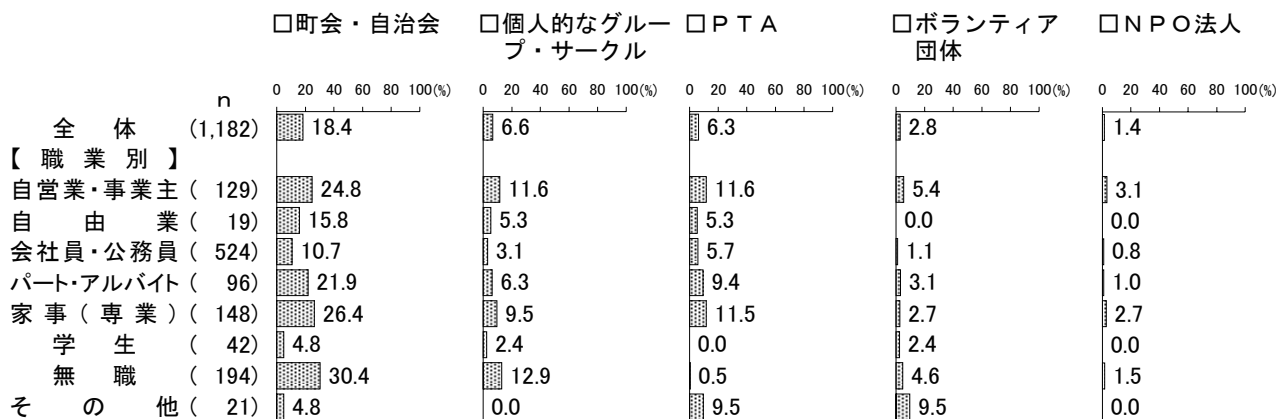 □町会・自治会 □個人的なグルー □ＰＴＡ □ボランティア □ＮＰＯ法人
プ・サークル 団体
0 20 40 60 80 100(%) 0 20 40 60 80 100(%) 0 20 40 60 80 100(%) 0 20 40 60 80 100(%) 0 20 40 60 80 100(%)
n
全体 (1,182) 18.4 6.6 6.3 2.8 1.4
【職業別】
自営業・事業主 ( 129) 24.8 11.6 11.6 5.4 3.1
自由業 ( 19) 15.8 5.3 5.3 0.0 0.0
会社員・公務員 ( 524) 10.7 3.1 5.7 1.1 0.8
パート・アルバイト ( 96) 21.9 6.3 9.4 3.1 1.0
家事(専業) ( 148) 26.4 9.5 11.5 2.7 2.7
学生 ( 42) 4.8 2.4 0.0 2.4 0.0
無職 ( 194) 30.4 12.9 0.5 4.6 1.5
その他 ( 21) 4.8 0.0 9.5 9.5 0.0